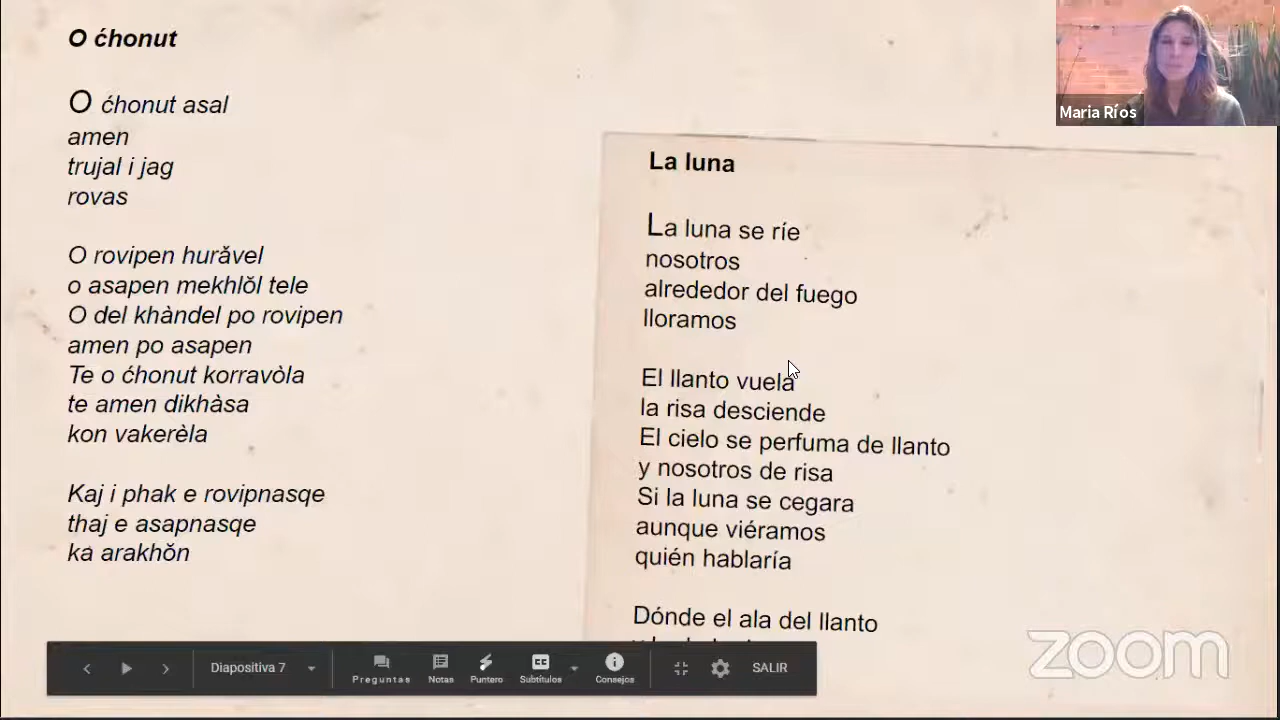 O ćhonut
O ćhonut asal
amen
trujal i jag
rovas
O rovipen hurăvel
o asapen mekhlŏl tele
O del khàndel po rovipen
amen po asapen
Te o ćhonut korravòla
te amen dikhàsa
kon vakerèla
Kaj i phak e rovipnasqe
thaj e asapnasqe
ka arakhŏn
La luna
La luna se ríe
nosotros
alrededor del fuego
lloramos
El llanto vuela
la risa desciende
El cielo se perfuma de llanto
y nosotros de risa
Si la luna se cegara
aunque viéramos
quién hablaría
Dónde el ala del llanto
Maria Ríos
Diapositiva 7
Preguntas
Notas
Puntero
CC
Subtítulos
Consejos
SALIR
zoom